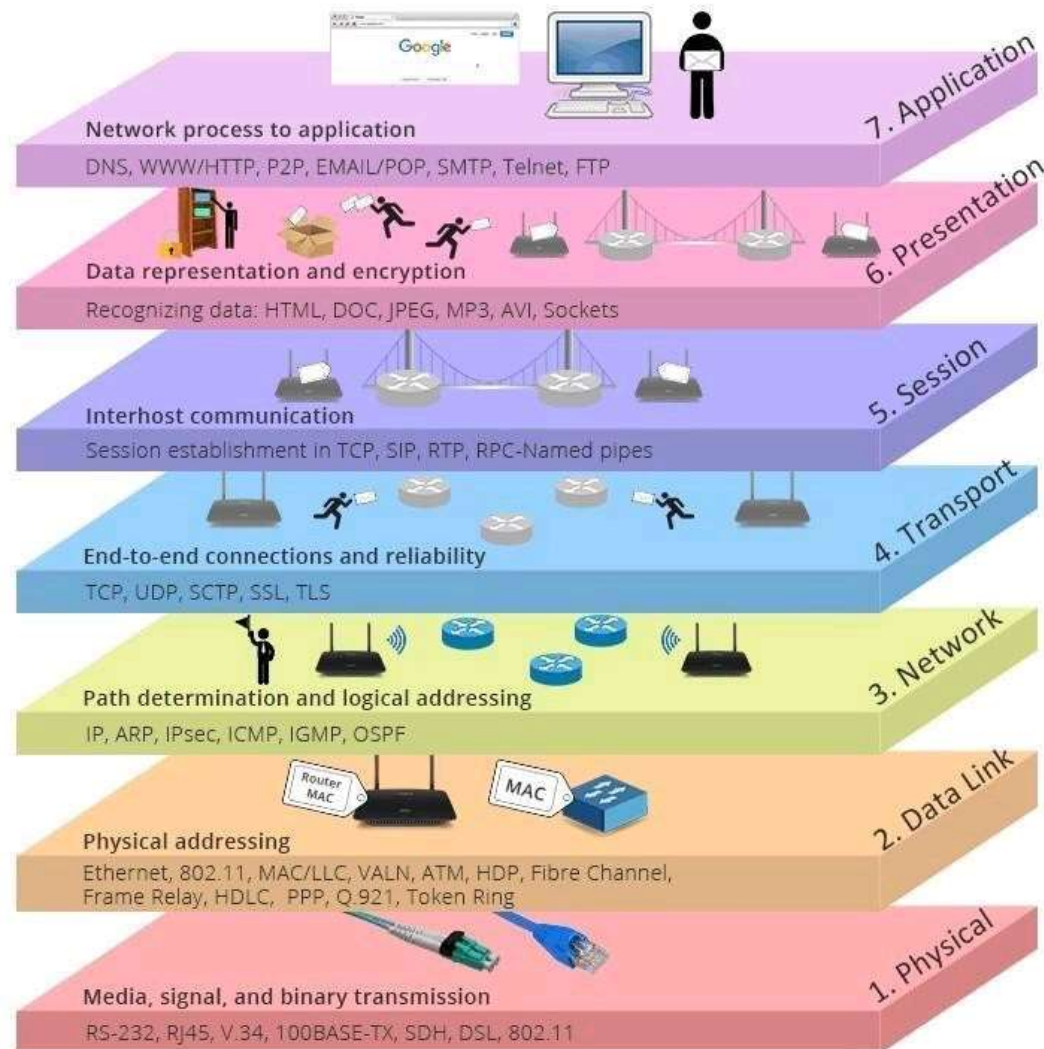 Google
7. Application
Network process to application
DNS, WWW/HTTP, P2P, EMAIL/POP, SMTP, Telnet, FTP
6. Presentation
Data representation and encryption
Recognizing data: HTML, DOC, JPEG, MP3, AVI, Sockets
5. Session
Interhost communication
Session establishment in TCP, SIP, RTP, RPC-Named pipes
4. Transport
End-to-end connections and reliability
TCP, UDP, SCTP, SSL, TLS
3. Network
Path determination and logical addressing
IP, ARP, IPsec, ICMP, IGMP, OSPF
2. Data Link
Router
MAC
MAC
Physical addressing
Ethernet, 802.11, MAC/LLC, VALN, ATM, HDP, Fibre Channel,
Frame Relay, HDLC, PPP, Q.921, Token Ring
1. Physical
Media, signal, and binary transmission
RS-232, RJ45, V.34, 100BASE-TX, SDH, DSL, 802.11